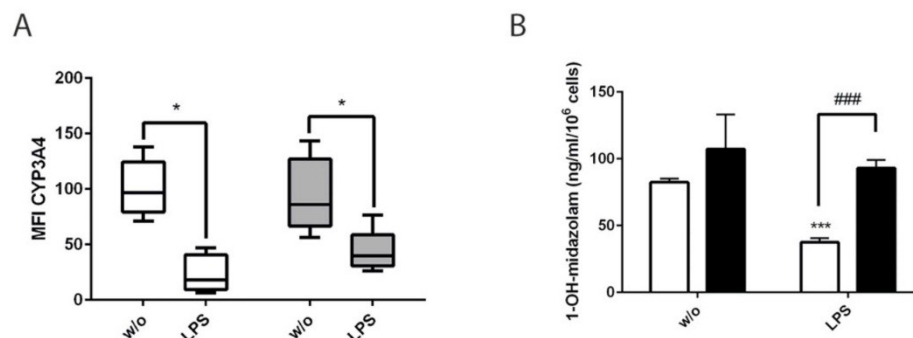 A
MFI CYP3A4
200
150
100
50
0
*
*
w/o
LPS
w/o
LPS
B
1-OH-midazolam (ng/ml/10⁶ cells)
150
100
50
0
###
***
w/o
LPS